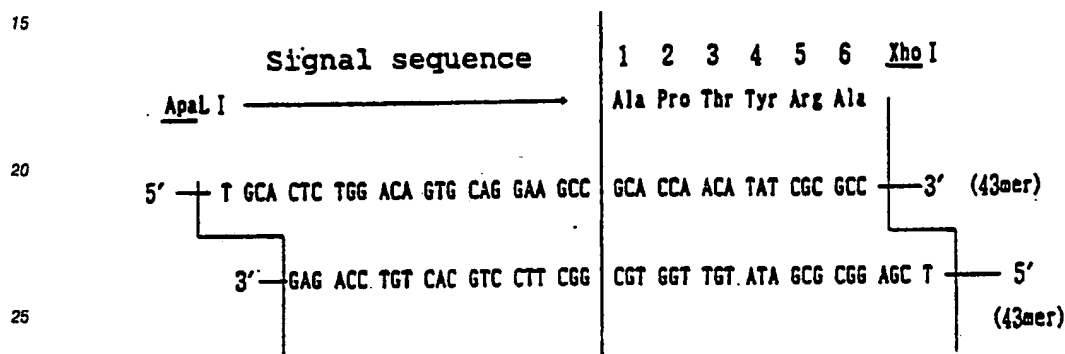 15
Signal sequence 1 2 3 4 5 6 Xho I
ApaL I Ala Pro Thr Tyr Arg Ala
20
5′ T GCA CTC TGG ACA GTG CAG GAA GCC GCA CCA ACA TAT CGC GCC 3′ (43mer)
3′ GAG ACC TGT CAC GTC CTT CGG CGT GGT TGT ATA GCG CGG AGC T 5′
25 (43mer)